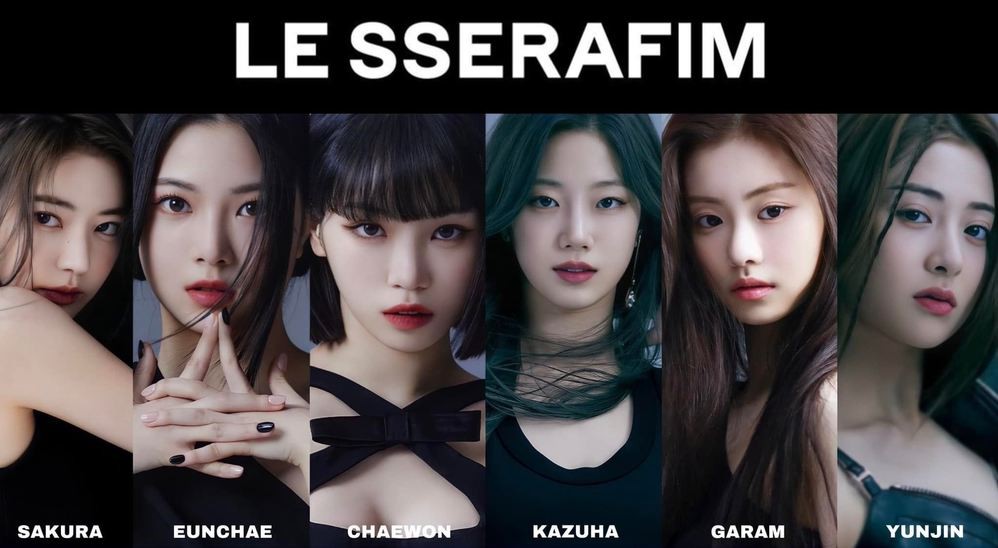 LE SSERAFIM
SAKURA
EUNCHAE
CHAEWON
KAZUHA
GARAM
YUNJIN